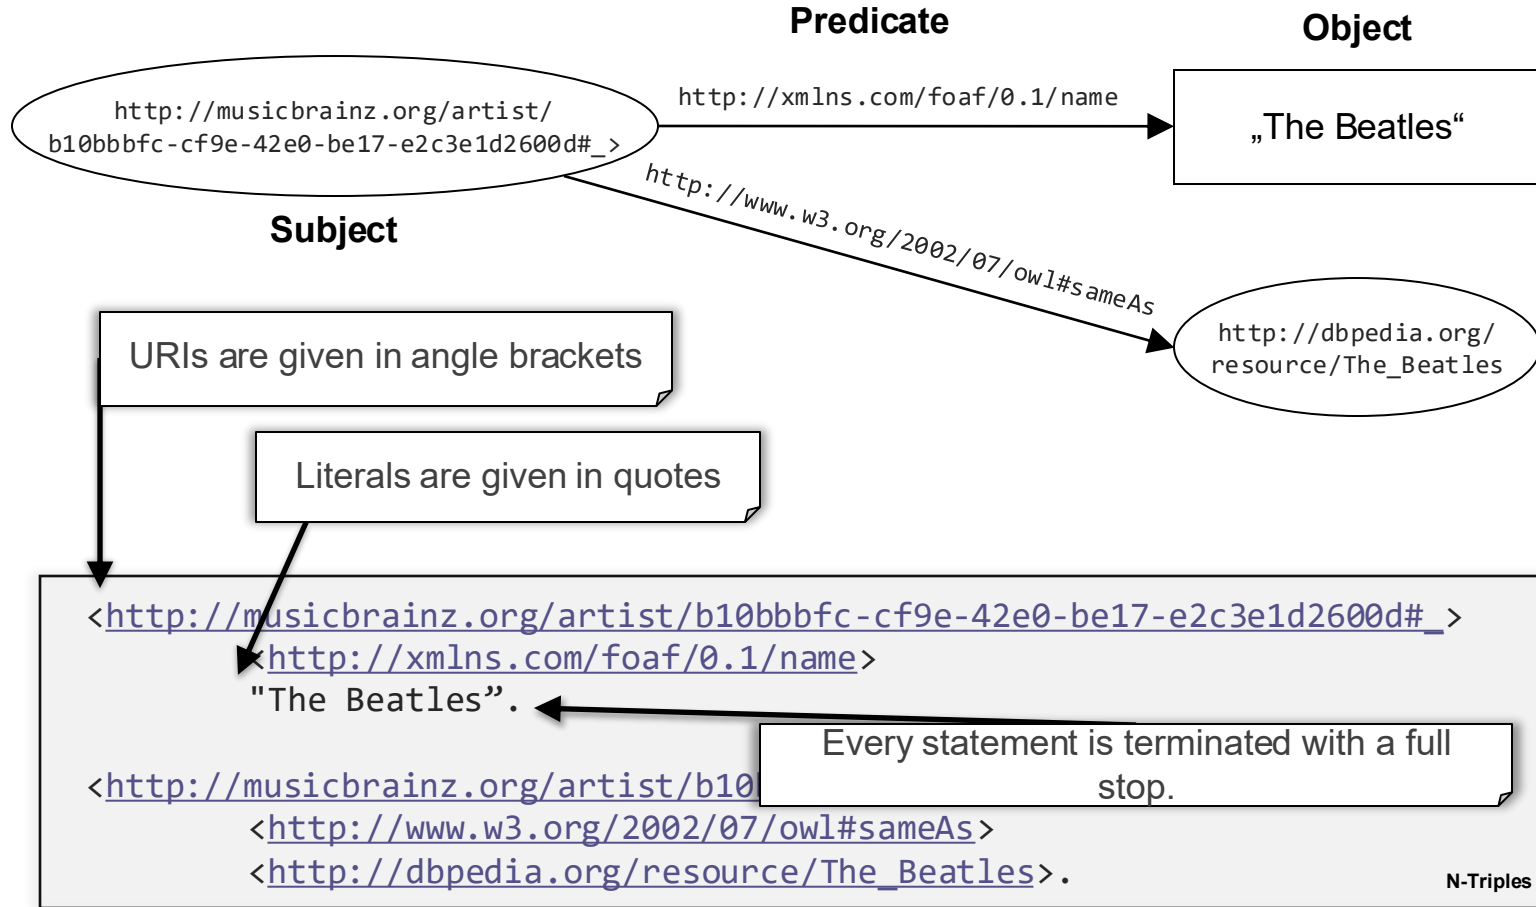 Predicate
Object
http://xmlns.com/foaf/0.1/name
http://musicbrainz.org/artist/
b10bbbfc-cf9e-42e0-be17-e2c3e1d2600d#_>
„The Beatles“
http://www.w3.org/2002/07/owl#sameAs
Subject
http://dbpedia.org/
resource/The_Beatles
URIs are given in angle brackets
Literals are given in quotes
<http://musicbrainz.org/artist/b10bbbfc-cf9e-42e0-be17-e2c3e1d2600d#_>
<http://xmlns.com/foaf/0.1/name>
"The Beatles”.
Every statement is terminated with a full
stop.
<http://musicbrainz.org/artist/b10
<http://www.w3.org/2002/07/owl#sameAs>
<http://dbpedia.org/resource/The_Beatles>.
N-Triples